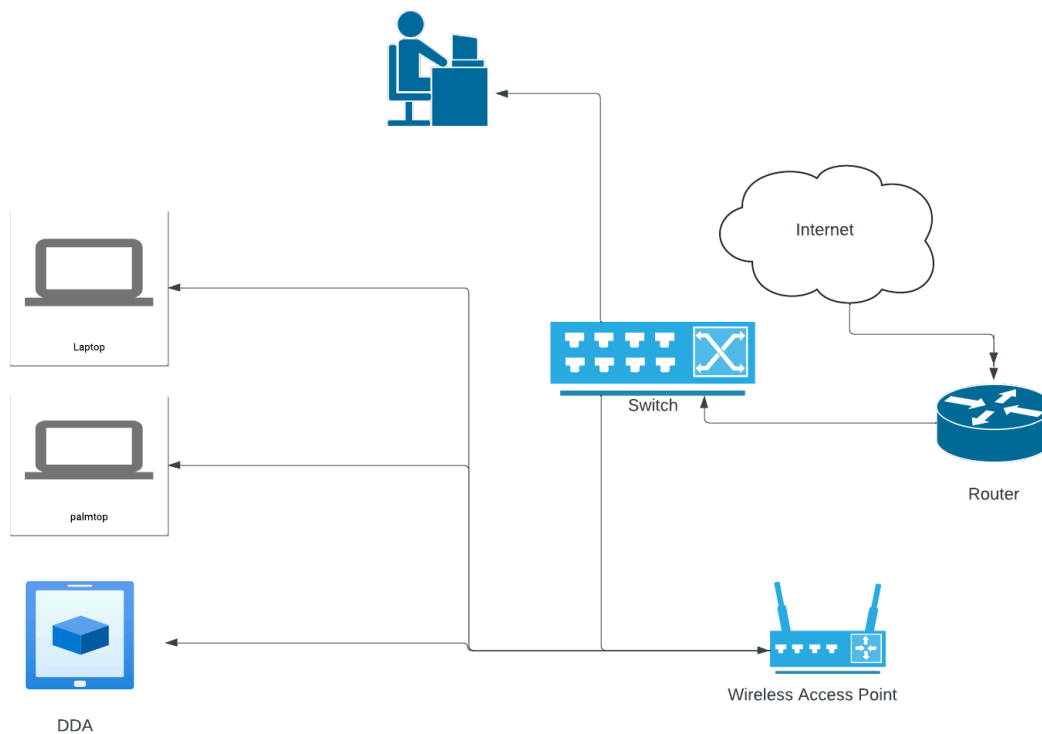 Internet
Laptop
Switch
Router
palmtop
Wireless Access Point
DDA